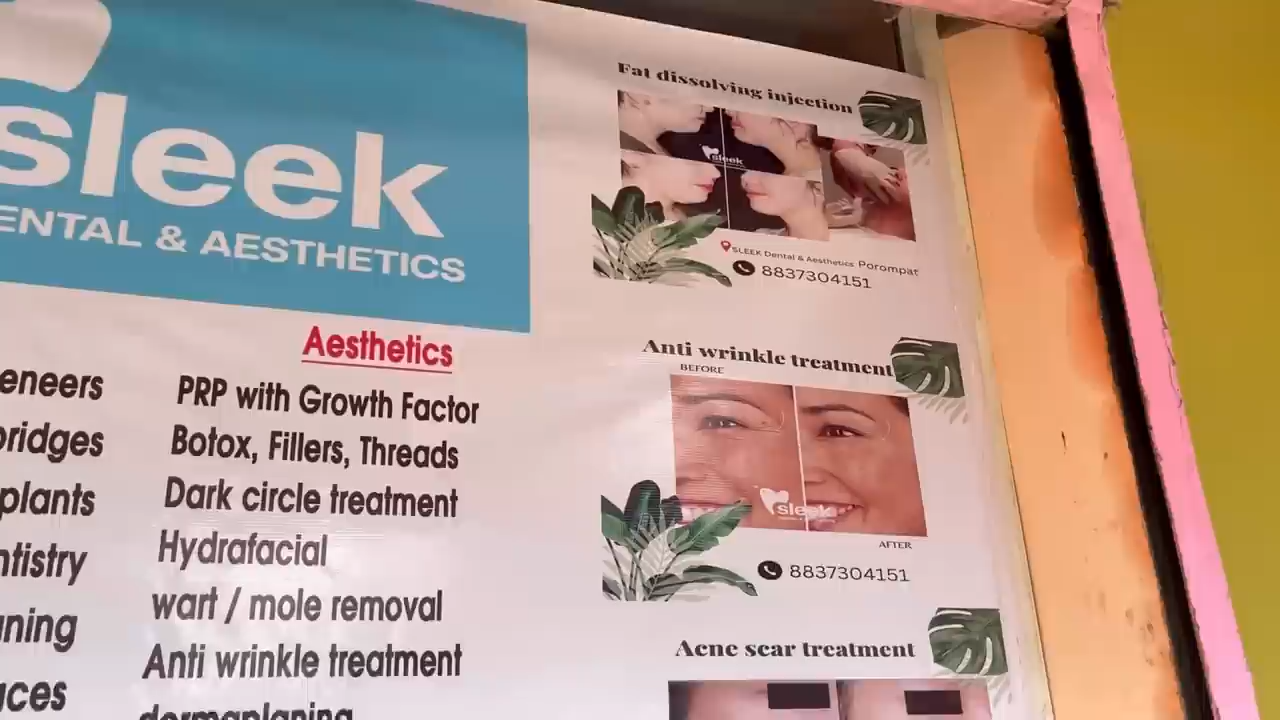 sleek
ENTAL & AESTHETICS
eneers
bridges
plants
ntistry
ning
ces
Aesthetics
PRP with Growth Factor
Botox, Fillers, Threads
Dark circle treatment
Hydrafacial
wart / mole removal
Anti wrinkle treatment
dermaplaning
Fat dissolving injection
sleek
SLEEK Dental & Aesthetics Porompat
8837304151
Anti wrinkle treatment
BEFORE
sleek
AFTER
8837304151
Acne scar treatment